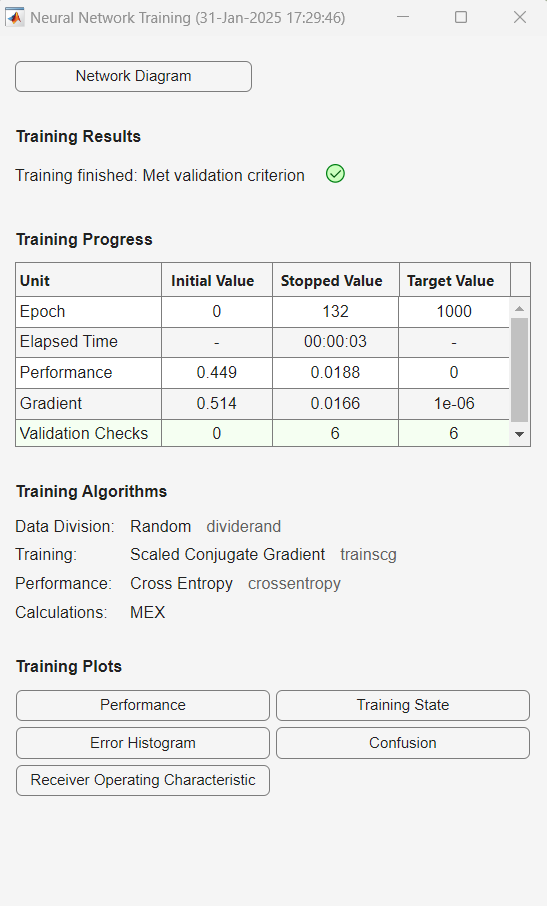 Neural Network Training (31-Jan-2025 17:29:46)
Network Diagram
Training Results
Training finished: Met validation criterion
Training Progress
Unit Initial Value Stopped Value Target Value
Epoch 0 132 1000
Elapsed Time - 00:00:03 -
Performance 0.449 0.0188 0
Gradient 0.514 0.0166 1e-06
Validation Checks 0 6 6
Training Algorithms
Data Division: Random dividerand
Training: Scaled Conjugate Gradient trainscg
Performance: Cross Entropy crossentropy
Calculations: MEX
Training Plots
Performance Training State
Error Histogram Confusion
Receiver Operating Characteristic